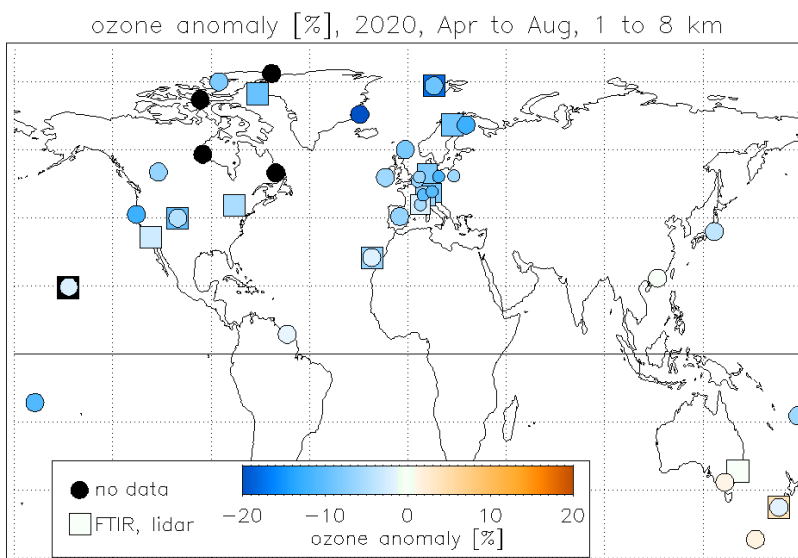 ozone anomaly [%], 2020, Apr to Aug, 1 to 8 km
no data
FTIR, lidar
-20 -10 0 10 20
ozone anomaly [%]